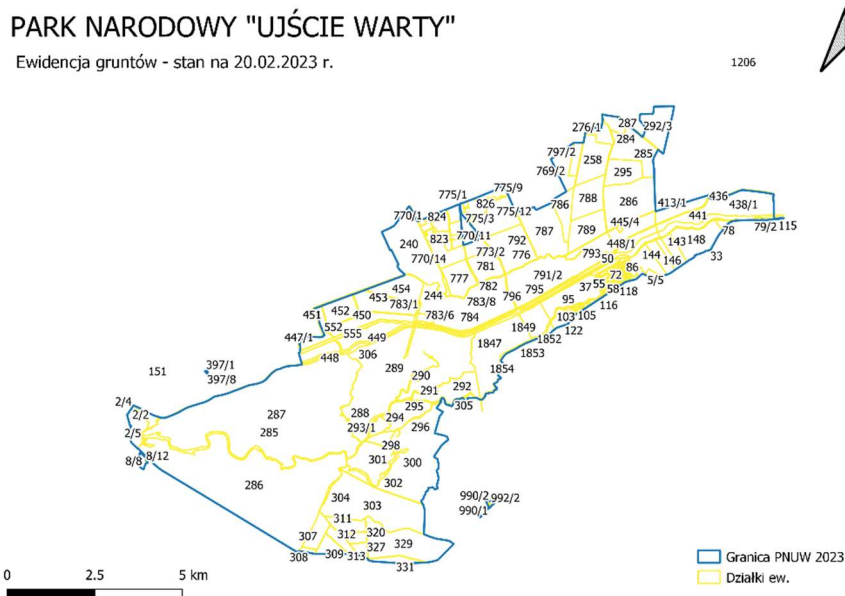 PARK NARODOWY "UJŚCIE WARTY"
Ewidencja gruntów - stan na 20.02.2023 r.
1206
276/1 287 292/3
284
797/2 258 285
769/2 295
775/9
775/1 826 786 788 286 413/1 436
770/1 824 775/3 775/12 438/1
445/4 441
823 770/11 787 789 78 79/2 115
240 792 448/1 143 148
770/14 773/2 776 793 50 144 33
781 86 146
777 791/2 72 5/5
454 782 795 37 55
453 244 58 118
783/1 783/8 796 95 116
451 452 450 783/6 784 103 105
552 1849 122
447/1 555 449 1852
448 306 1847 1853
289 1854
151 397/1 290
397/8 291 292
2/4 295 305
2/2 287 288 294
285 293/1 296
2/5 298
8/8 8/12 301 300
286 302
304 990/2 992/2
303 990/1
311
307 312 320
327 329
308 309 313
331
0 2.5 5 km
Granica PNUW 2023
Działki ew.